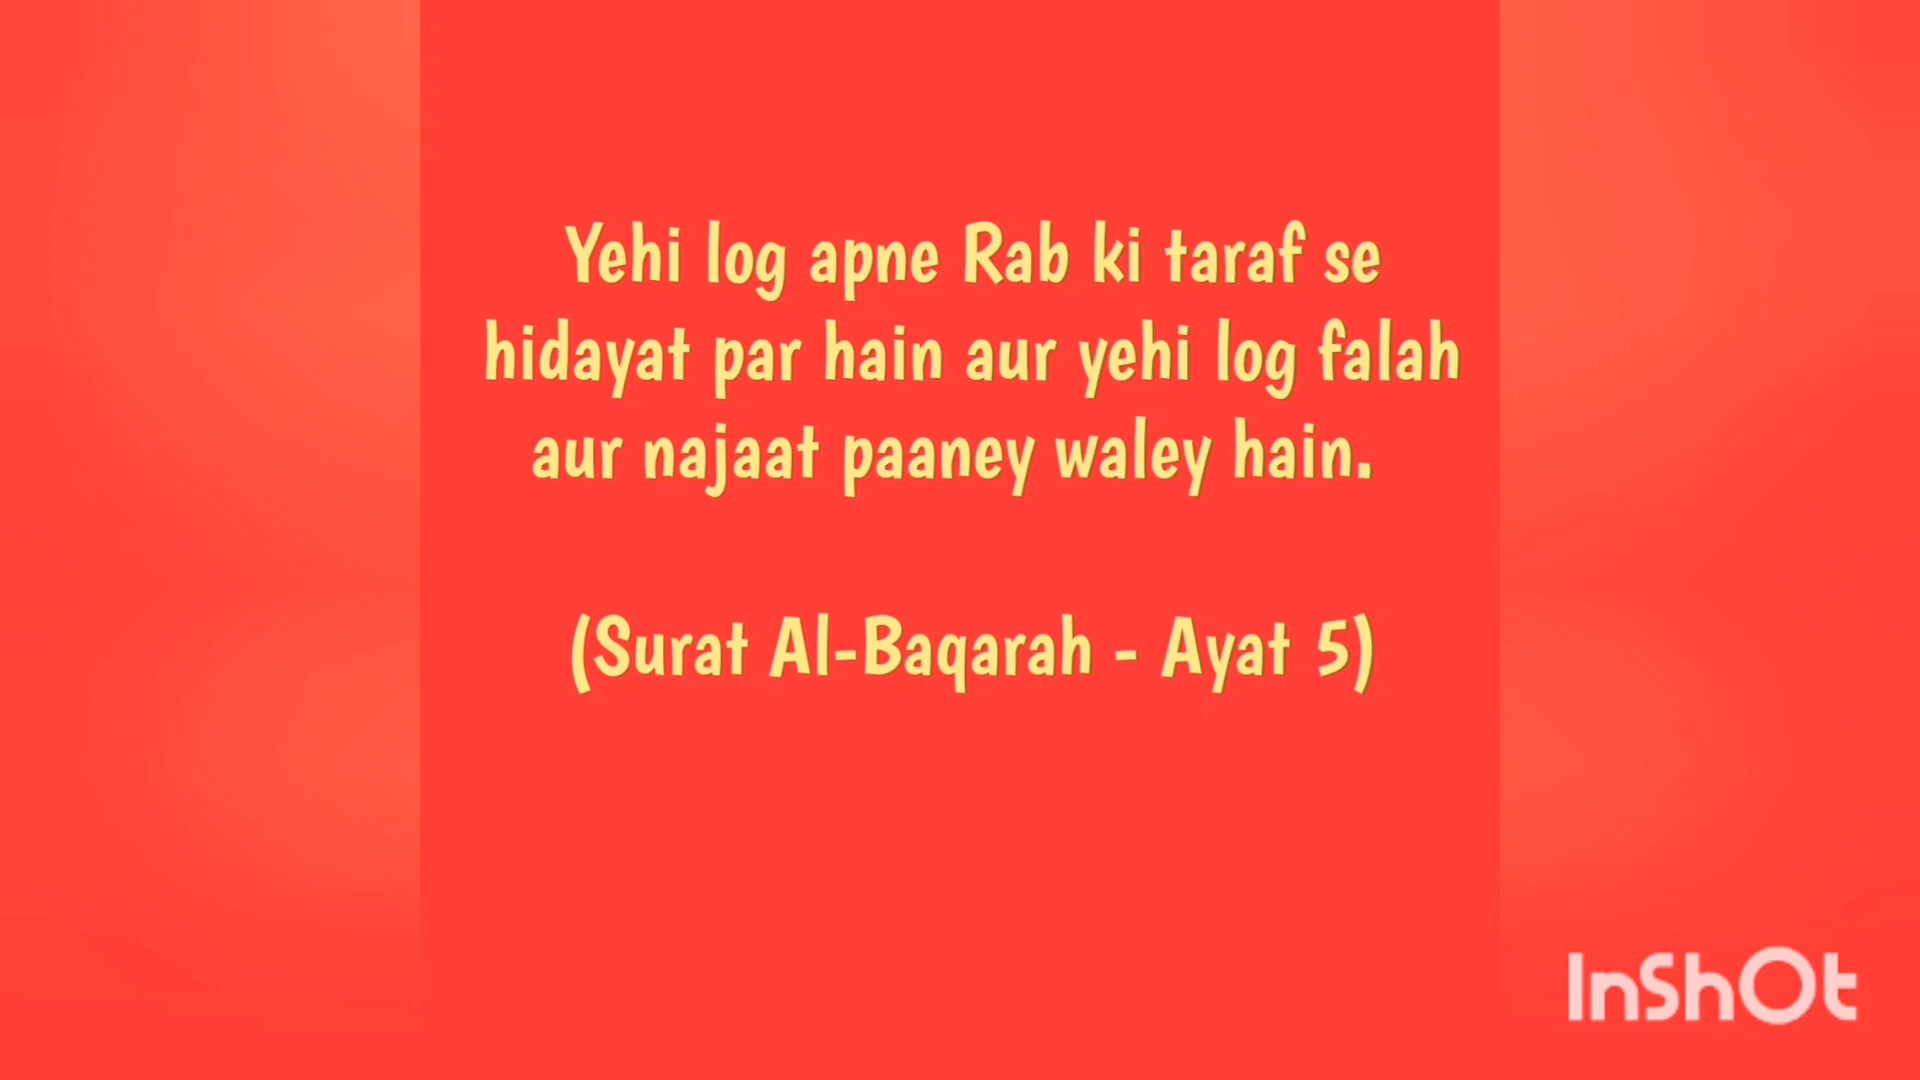 Yehi log apne Rab ki taraf se
hidayat par hain aur yehi log falah
aur najaat paaney waley hain.
(Surat Al-Baqarah - Ayat 5)
InShOt